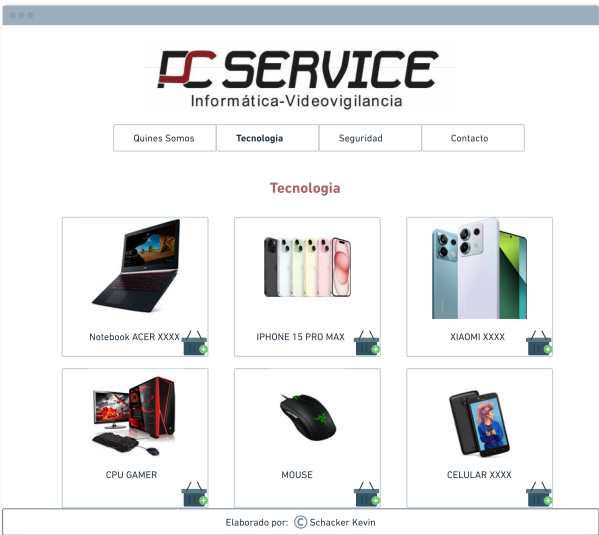 PC SERVICE
Informática-Videovigilancia
Quines Somos Tecnologia Seguridad Contacto
Tecnologia
Notebook ACER XXXX IPHONE 15 PRO MAX XIAOMI XXXX
CPU GAMER MOUSE CELULAR XXXX
Elaborado por: © Schacker Kevin